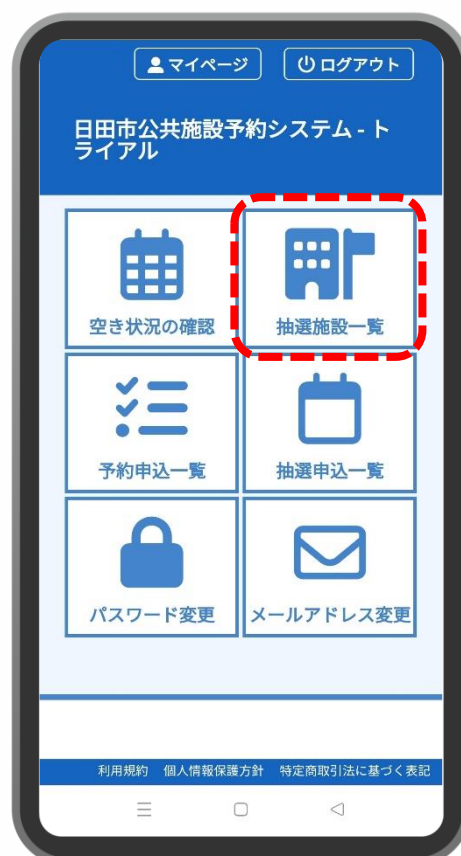 マイページ
ログアウト
日田市公共施設予約システム - ト
ライアル
空き状況の確認
抽選施設一覧
予約申込一覧
抽選申込一覧
パスワード変更
メールアドレス変更
利用規約 個人情報保護方針 特定商取引法に基づく表記